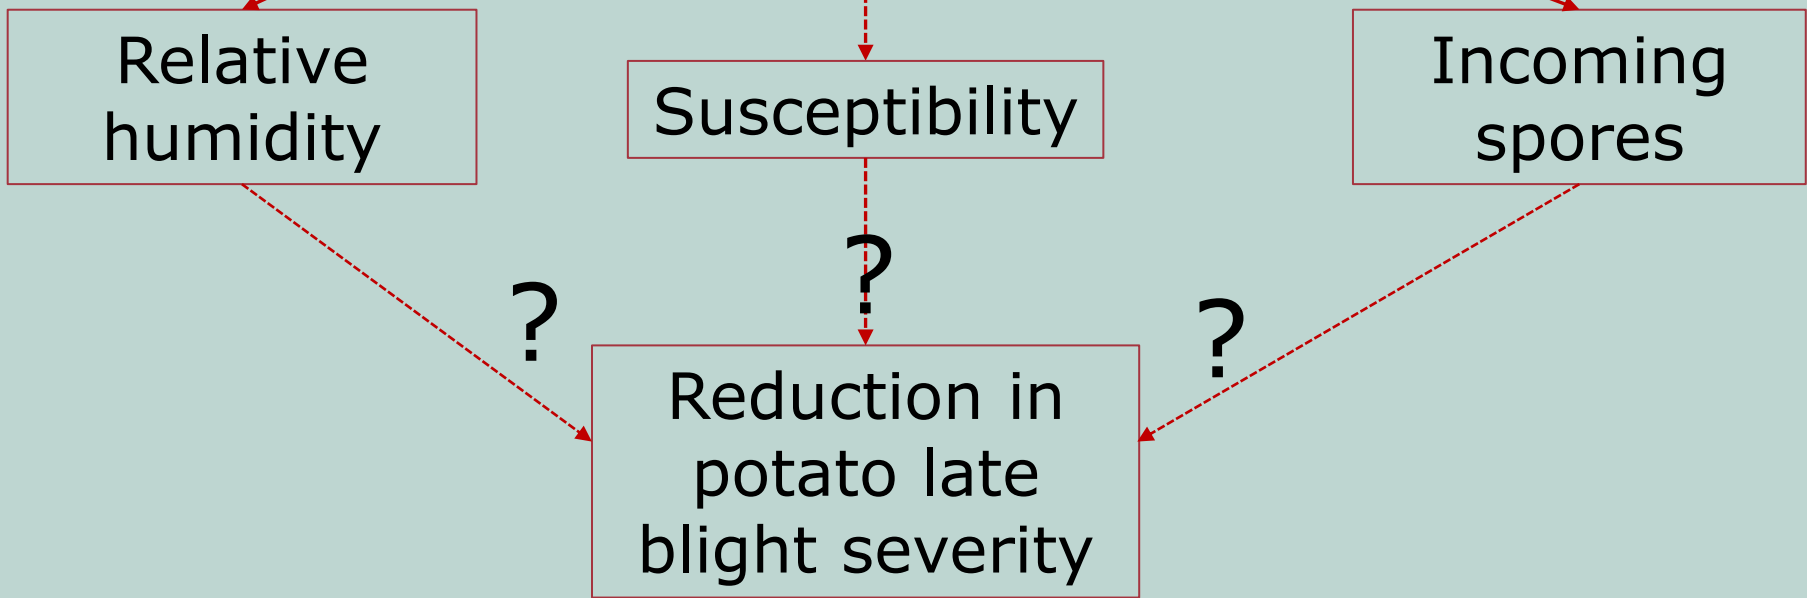 Relative
humidity
Susceptibility
Incoming
spores
?
?
?
Reduction in
potato late
blight severity